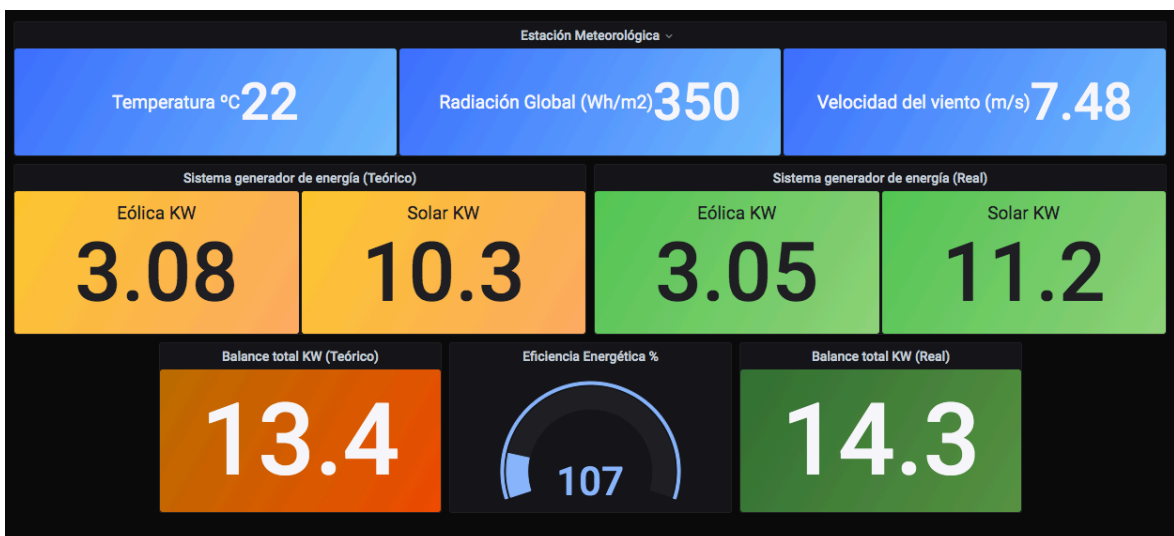 Estación Meteorológica
Temperatura ºC 22
Radiación Global (Wh/m2) 350
Velocidad del viento (m/s) 7.48
Sistema generador de energía (Teórico)
Sistema generador de energía (Real)
Eólica KW
Solar KW
Eólica KW
Solar KW
3.08
10.3
3.05
11.2
Balance total KW (Teórico)
Eficiencia Energética %
Balance total KW (Real)
13.4
107
14.3